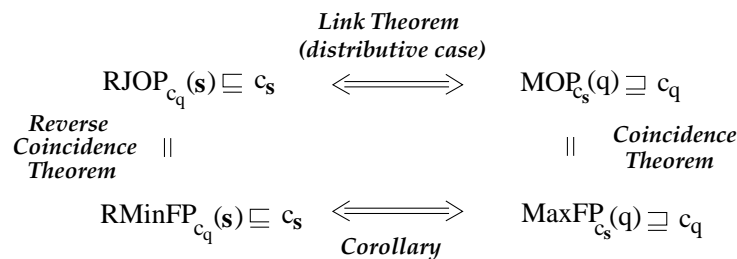 Link Theorem
(distributive case)
RJOP_{c_q}(s) ⊑ c_s ⟺ MOP_{c_s}(q) ⊒ c_q
Reverse
Coincidence
Theorem
||
||
Coincidence
Theorem
RMinFP_{c_q}(s) ⊑ c_s ⟺ MaxFP_{c_s}(q) ⊒ c_q
Corollary